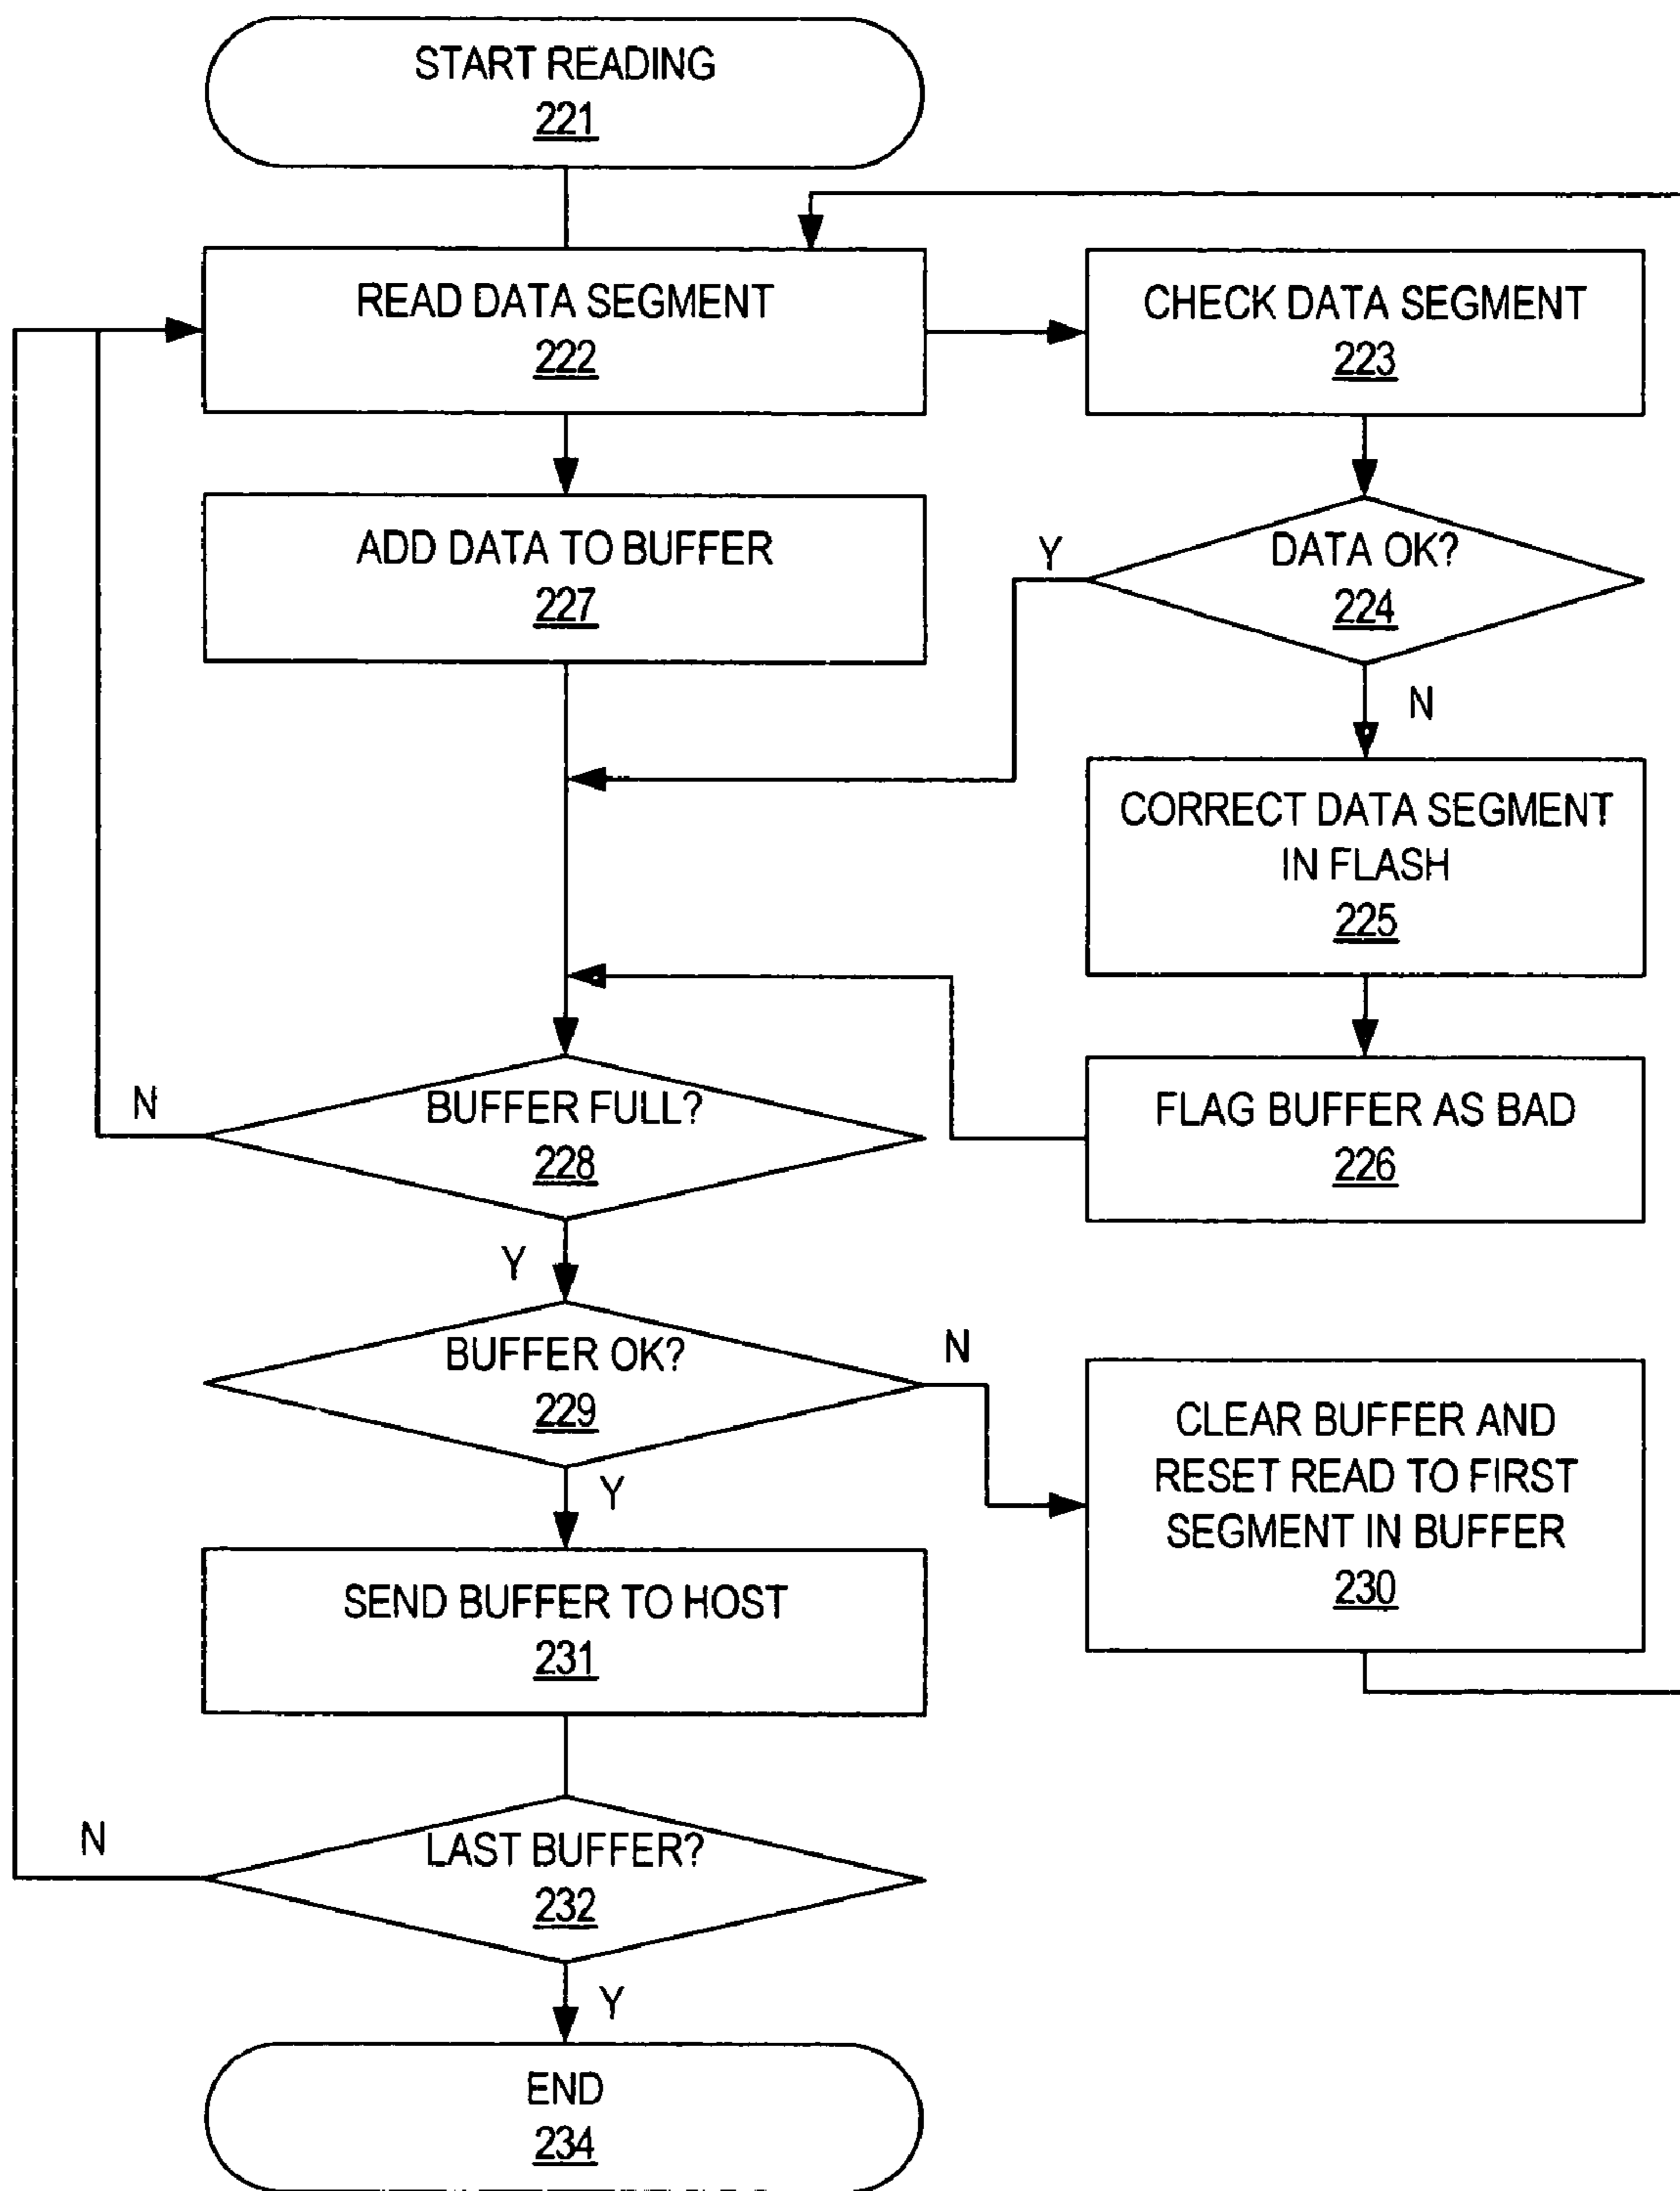 START READING
221
READ DATA SEGMENT
222
CHECK DATA SEGMENT
223
ADD DATA TO BUFFER
227
Y
DATA OK?
224
N
CORRECT DATA SEGMENT
IN FLASH
225
N
BUFFER FULL?
228
FLAG BUFFER AS BAD
226
Y
BUFFER OK?
229
N
CLEAR BUFFER AND
RESET READ TO FIRST
SEGMENT IN BUFFER
230
Y
SEND BUFFER TO HOST
231
N
LAST BUFFER?
232
Y
END
234